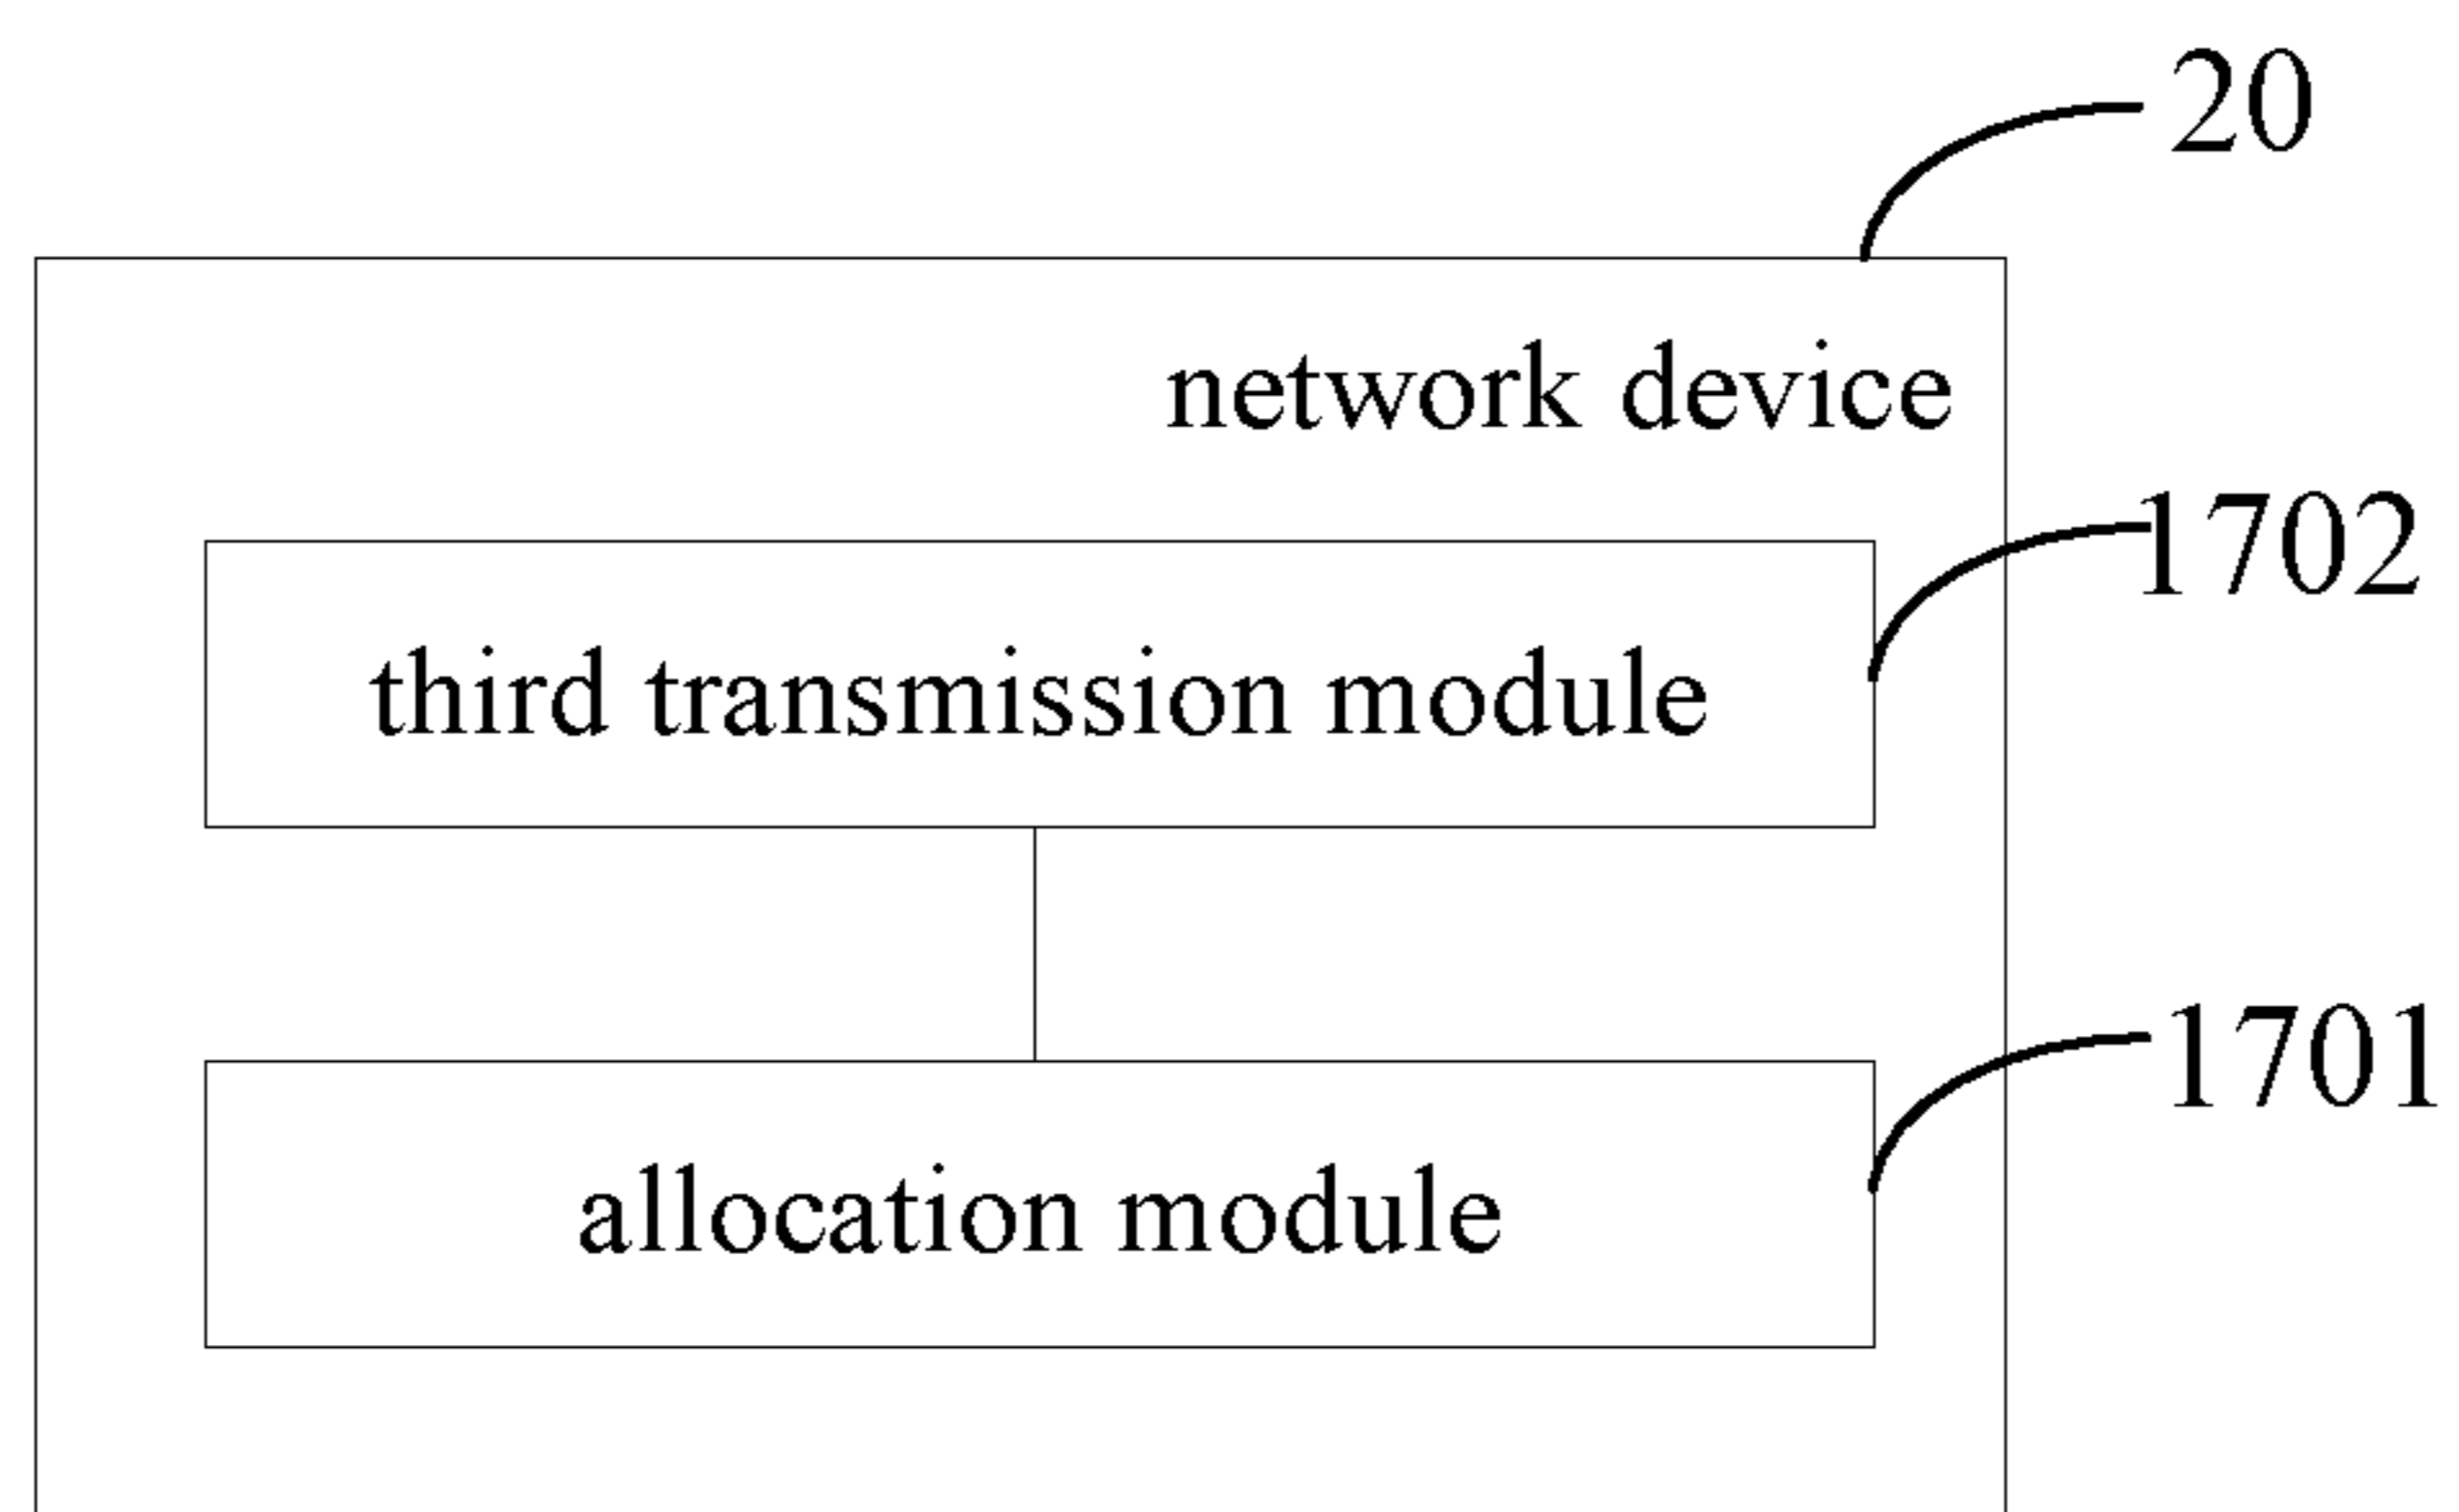 20
network device
1702
third transmission module
1701
allocation module